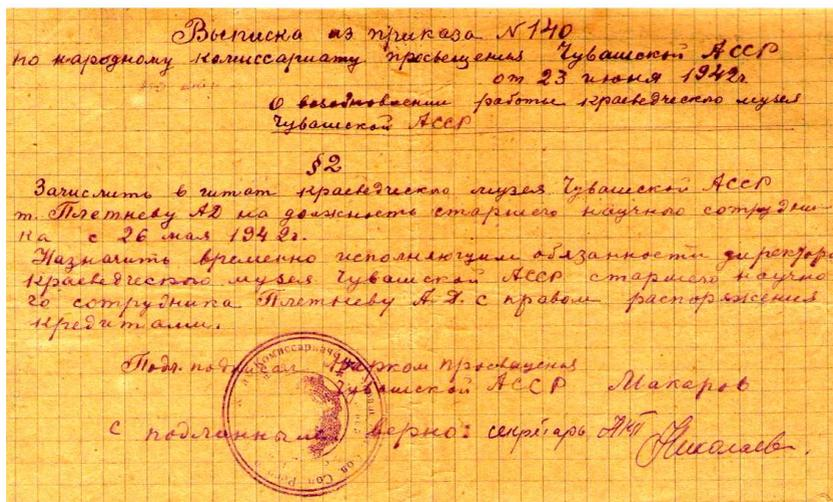 Выписка из приказа N 140
по народному комиссариату просвещения Чувашской АССР
от 23 июня 1942г
О возобновлении работы краеведческого музея
Чувашской АССР
§2
Зачислить в штат краеведческого музея Чувашской АССР
т. Плетневу АД на должность старшего научного сотрудни-
ка с 26 мая 1942г.
Назначить временно исполняющим обязанности директора
краеведческого музея Чувашской АССР старшего научно
го сотрудника Плетневу А.Д. с правом распоряжения
кредитами.
Подл. подписал Нарком просвещения
Чувашской АССР Макаров
С подлинным верно: секретарь НКП Николаев.